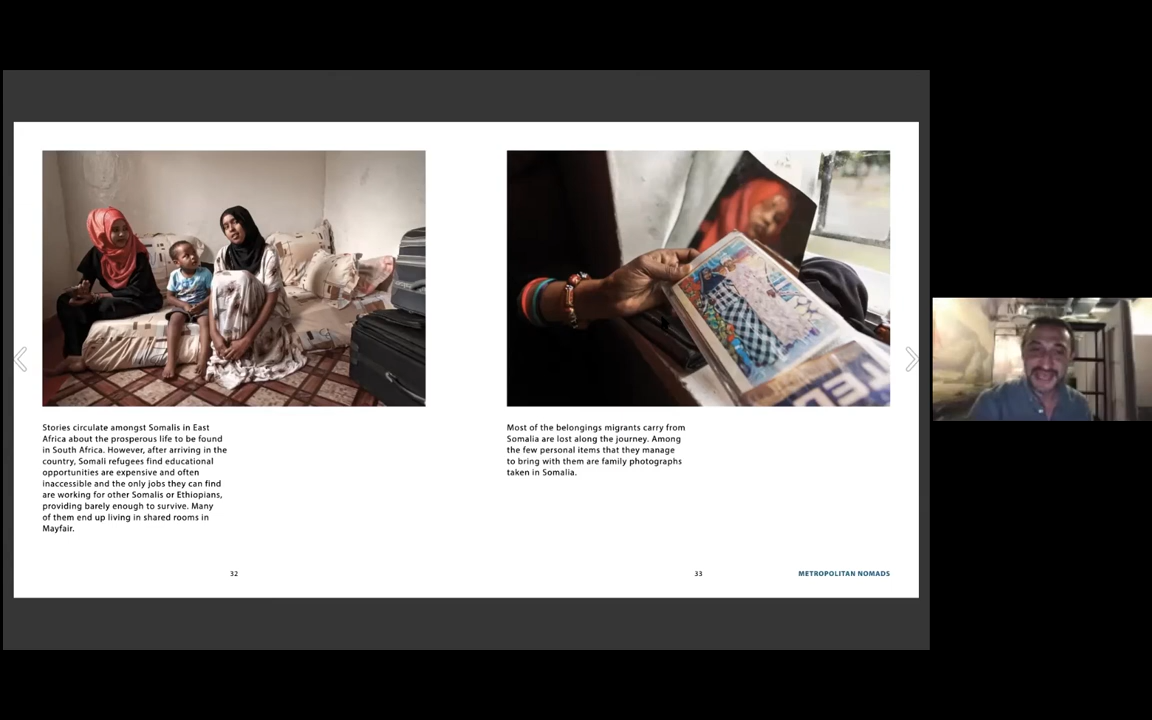 Stories circulate amongst Somalis in East
Africa about the prosperous life to be found
in South Africa. However, after arriving in the
country, Somali refugees find educational
opportunities are expensive and often
inaccessible and the only jobs they can find
are working for other Somalis or Ethiopians,
providing barely enough to survive. Many
of them end up living in shared rooms in
Mayfair.
32
TED
Most of the belongings migrants carry from
Somalia are lost along the journey. Among
the few personal items that they manage
to bring with them are family photographs
taken in Somalia.
33
METROPOLITAN NOMADS